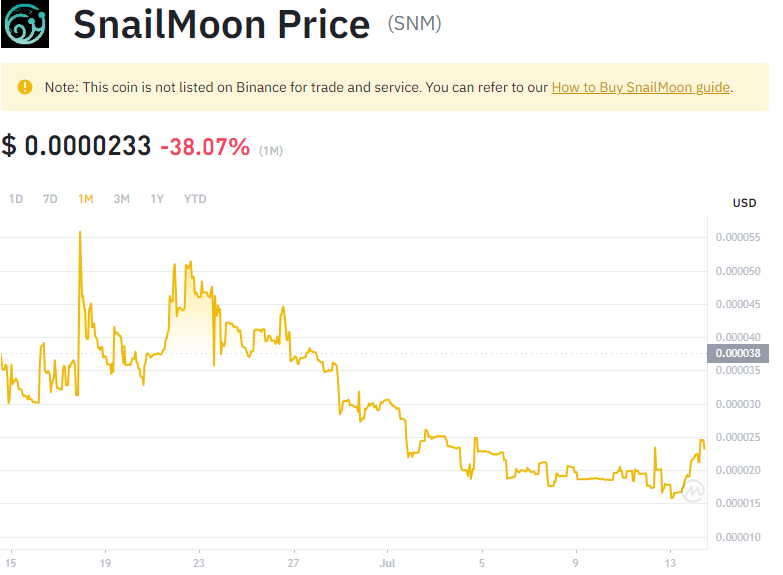 SnailMoon Price (SNM)
Note: This coin is not listed on Binance for trade and service. You can refer to our How to Buy SnailMoon guide.
$ 0.0000233 -38.07% (1M)
1D 7D 1M 3M 1Y YTD
USD
0.000055
0.000050
0.000045
0.000040
0.000038
0.000035
0.000030
0.000025
0.000020
0.000015
0.000010
15 19 23 27 Jul 5 9 13